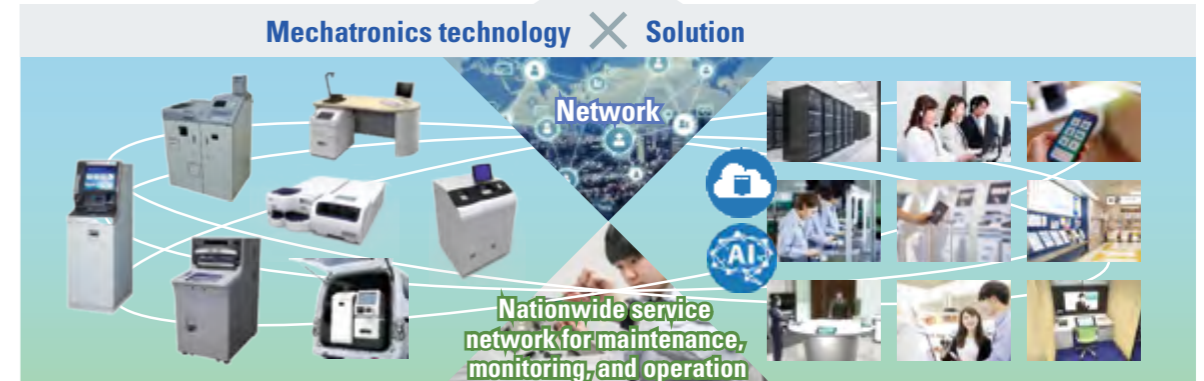 Mechatronics technology × Solution
Network
AI
Nationwide service
network for maintenance,
monitoring, and operation